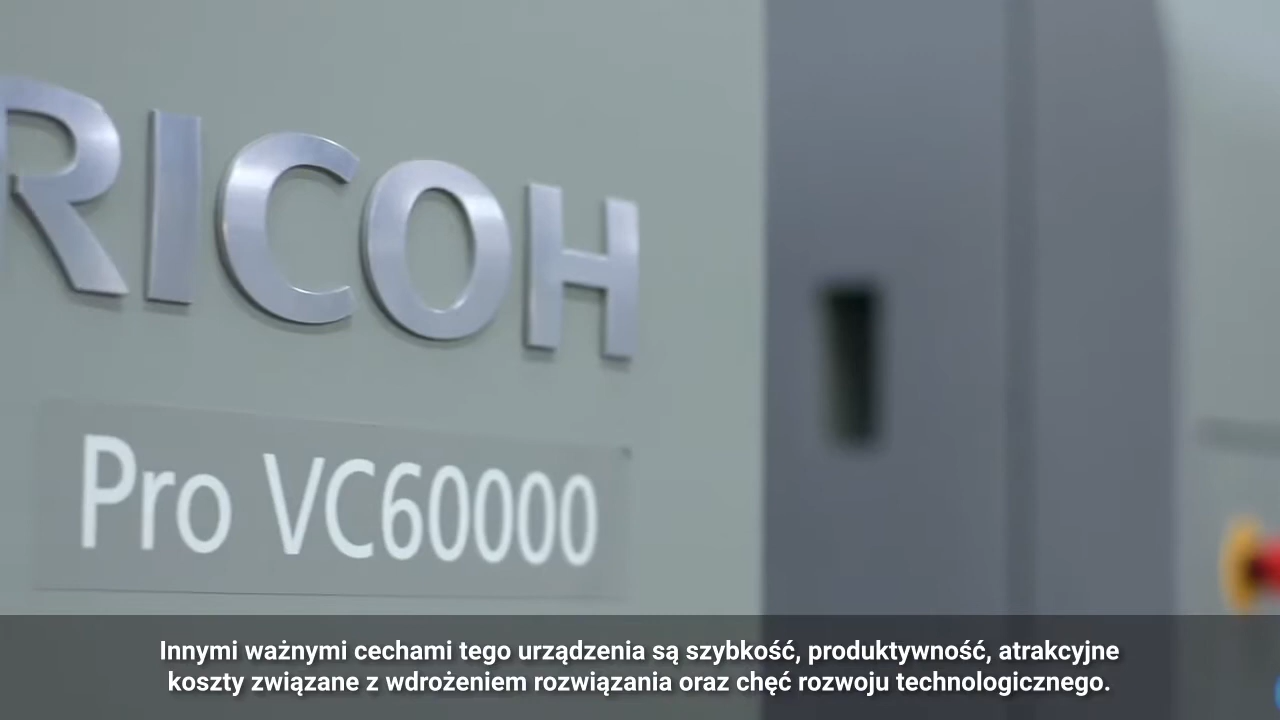 RICOH
Pro VC60000
Innymi ważnymi cechami tego urządzenia są szybkość, produktywność, atrakcyjne
koszty związane z wdrożeniem rozwiązania oraz chęć rozwoju technologicznego.